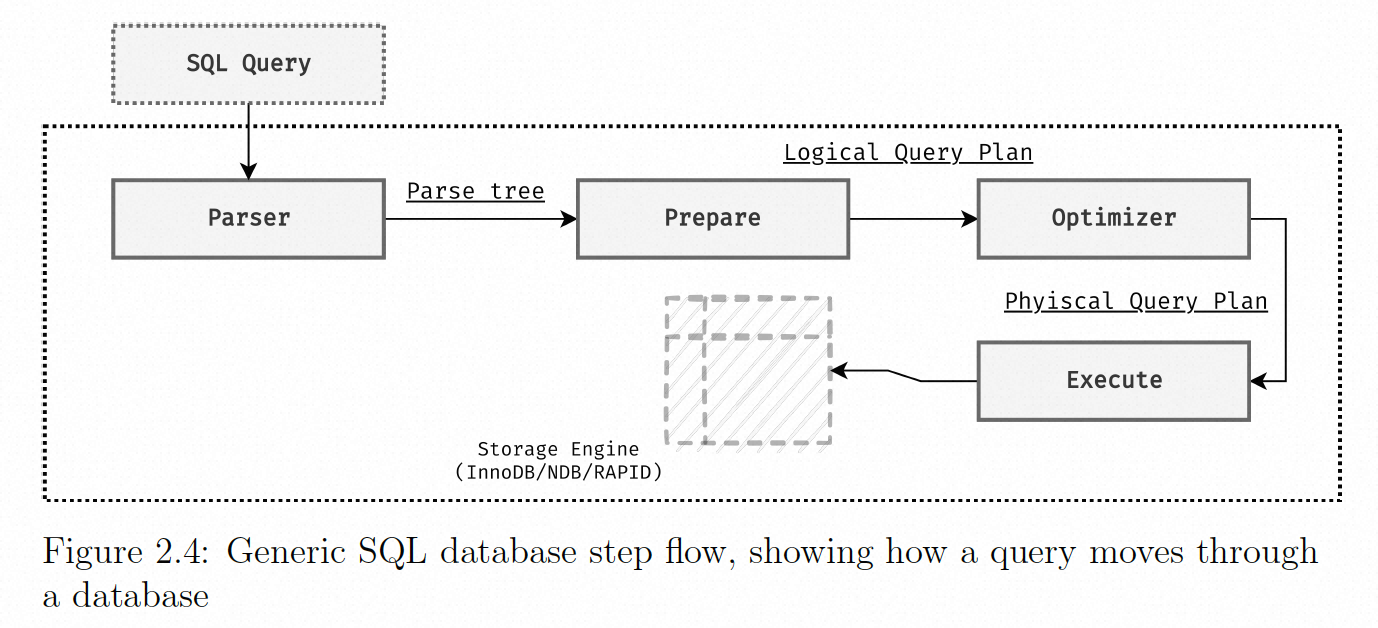 SQL Query
Logical Query Plan
Parse tree
Parser
Prepare
Optimizer
Phyiscal Query Plan
Execute
Storage Engine
(InnoDB/NDB/RAPID)
Figure 2.4: Generic SQL database step flow, showing how a query moves through
a database